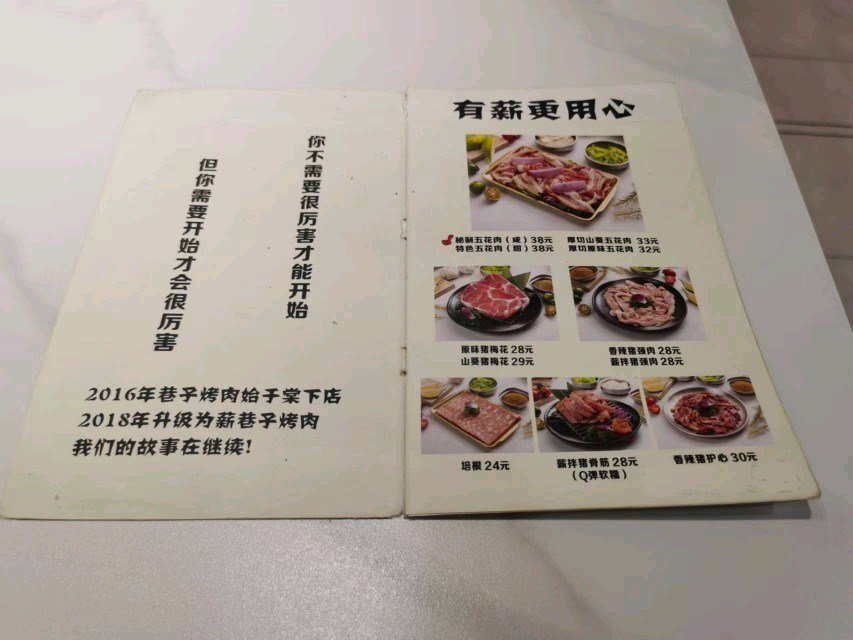 你不需要很厉害才能开始
但你需要开始才会很厉害
2016年巷子烤肉始于棠下店
2018年升级为薪巷子烤肉
我们的故事在继续!
有薪更用心
秘制五花肉（咸）38元
特色五花肉（甜）38元
厚切山葵五花肉 33元
厚切原味五花肉 32元
原味猪梅花 28元
山葵猪梅花 29元
香辣猪颈肉 28元
酱拌猪颈肉 28元
培根 24元
酱拌猪脊筋 28元
（Q弹软糯）
香辣猪护心 30元